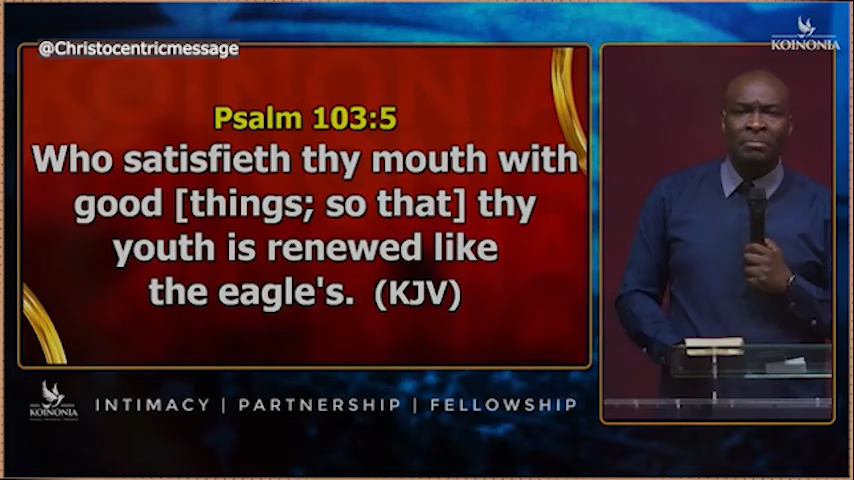 @Christocentricmessage
KOINONIA
Psalm 103:5
Who satisfieth thy mouth with
good [things; so that] thy
youth is renewed like
the eagle's. (KJV)
KOINONIA
INTIMACY | PARTNERSHIP | FELLOWSHIP